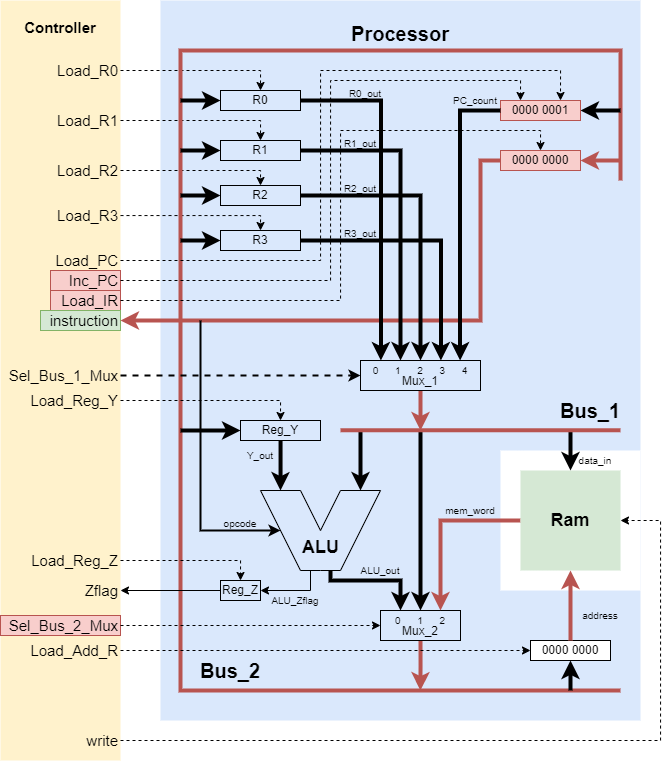 Controller
Processor
Load_R0
R0
R0_out
PC_count
0000 0001
Load_R1
R1
R1_out
0000 0000
Load_R2
R2
R2_out
Load_R3
R3
R3_out
Load_PC
Inc_PC
Load_IR
instruction
Sel_Bus_1_Mux
0 1 2 3 4
Mux_1
Load_Reg_Y
Reg_Y
Bus_1
Y_out
data_in
mem_word
Ram
opcode
ALU
Load_Reg_Z
ALU_out
Zflag
Reg_Z
ALU_Zflag
address
Sel_Bus_2_Mux
0 1 2
Mux_2
Load_Add_R
0000 0000
Bus_2
write